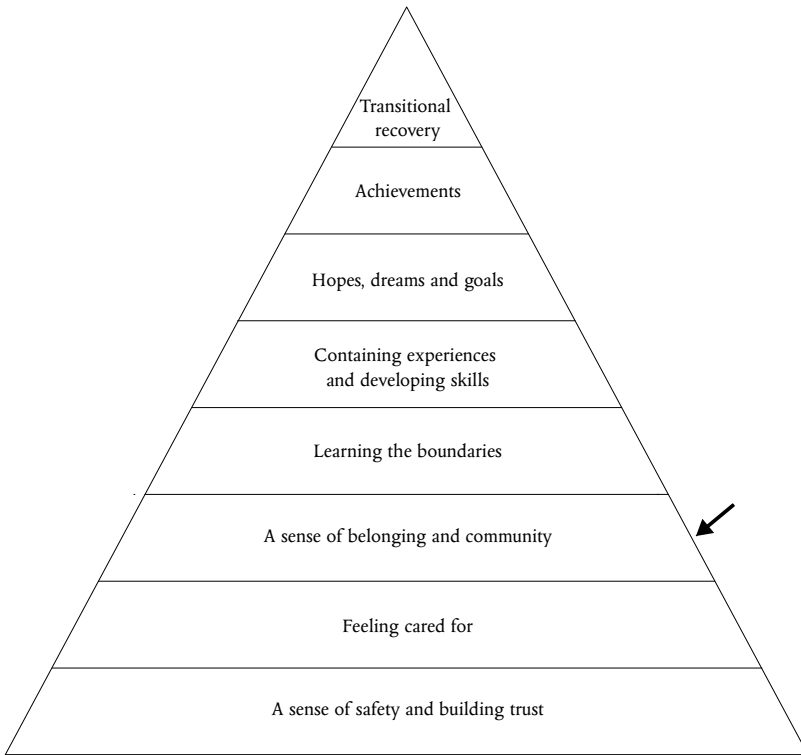 Transitional
recovery
Achievements
Hopes, dreams and goals
Containing experiences
and developing skills
Learning the boundaries
A sense of belonging and community
Feeling cared for
A sense of safety and building trust